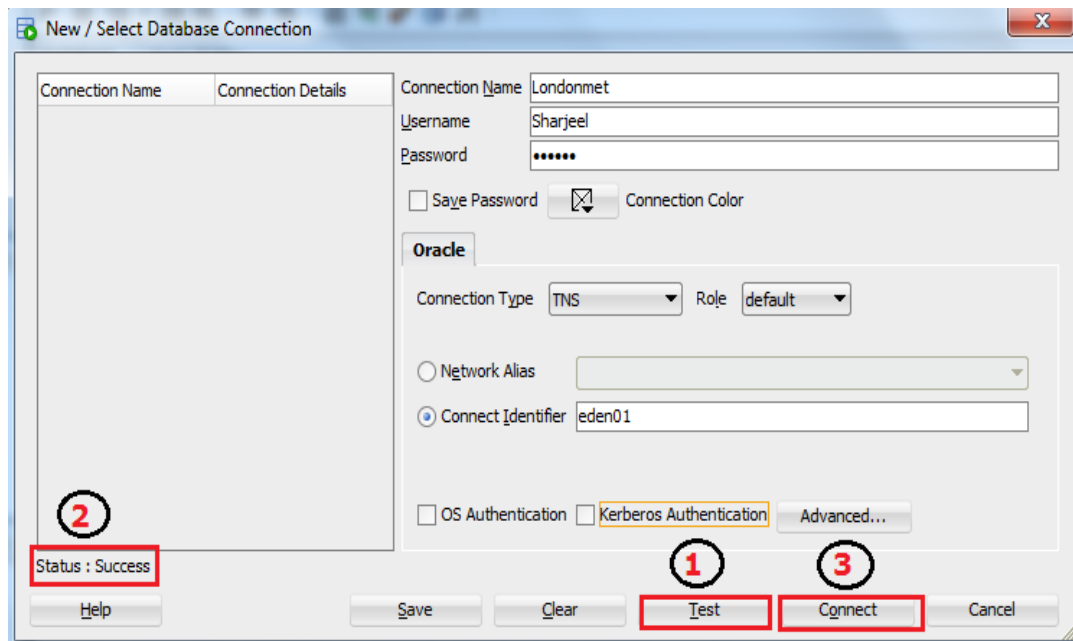 New / Select Database Connection
X
Connection Name Connection Details
Connection Name Londonmet
Username Sharjeel
Password ••••••
Save Password Connection Color
Oracle
Connection Type TNS Role default
Network Alias
Connect Identifier eden01
OS Authentication Kerberos Authentication Advanced...
2
Status : Success
1
3
Help Save Clear Test Connect Cancel